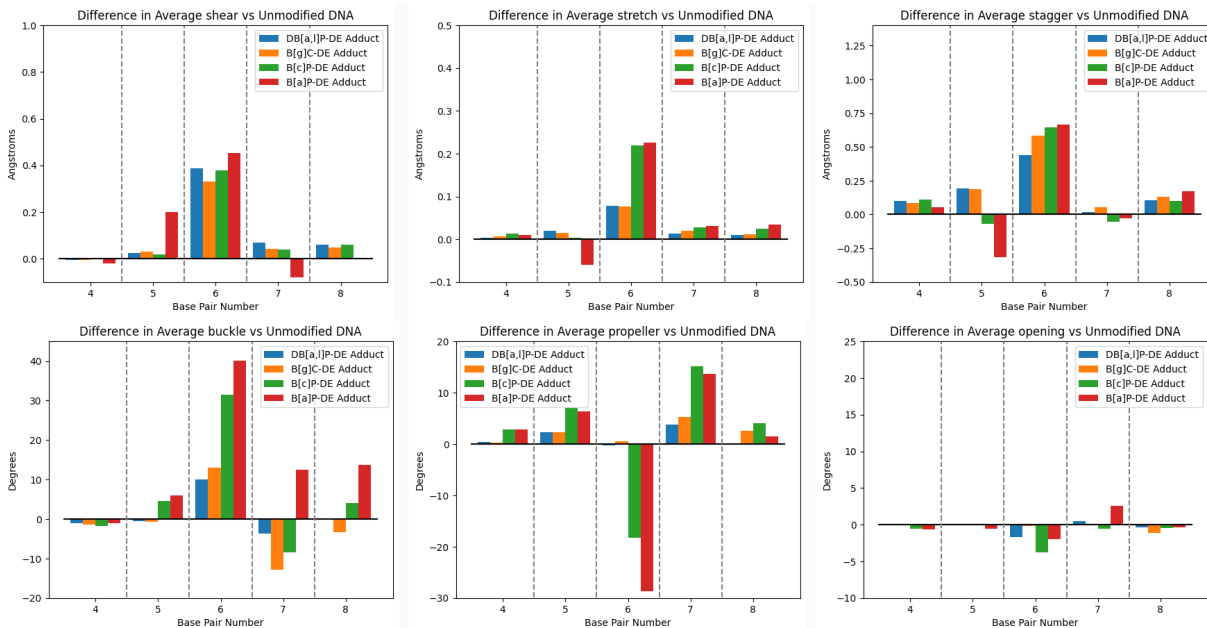 Difference in Average shear vs Unmodified DNA
1.0
0.8
0.6
0.4
0.2
0.0
Angstroms
DB[a,l]P-DE Adduct
B[g]C-DE Adduct
B[c]P-DE Adduct
B[a]P-DE Adduct
4 5 6 7 8
Base Pair Number
Difference in Average stretch vs Unmodified DNA
0.5
0.4
0.3
0.2
0.1
0.0
−0.1
Angstroms
DB[a,l]P-DE Adduct
B[g]C-DE Adduct
B[c]P-DE Adduct
B[a]P-DE Adduct
4 5 6 7 8
Base Pair Number
Difference in Average stagger vs Unmodified DNA
1.25
1.00
0.75
0.50
0.25
0.00
−0.25
−0.50
Angstroms
DB[a,l]P-DE Adduct
B[g]C-DE Adduct
B[c]P-DE Adduct
B[a]P-DE Adduct
4 5 6 7 8
Base Pair Number
Difference in Average buckle vs Unmodified DNA
40
30
20
10
0
−10
−20
Degrees
DB[a,l]P-DE Adduct
B[g]C-DE Adduct
B[c]P-DE Adduct
B[a]P-DE Adduct
4 5 6 7 8
Base Pair Number
Difference in Average propeller vs Unmodified DNA
20
10
0
−10
−20
−30
Degrees
DB[a,l]P-DE Adduct
B[g]C-DE Adduct
B[c]P-DE Adduct
B[a]P-DE Adduct
4 5 6 7 8
Base Pair Number
Difference in Average opening vs Unmodified DNA
25
20
15
10
5
0
−5
−10
Degrees
DB[a,l]P-DE Adduct
B[g]C-DE Adduct
B[c]P-DE Adduct
B[a]P-DE Adduct
4 5 6 7 8
Base Pair Number